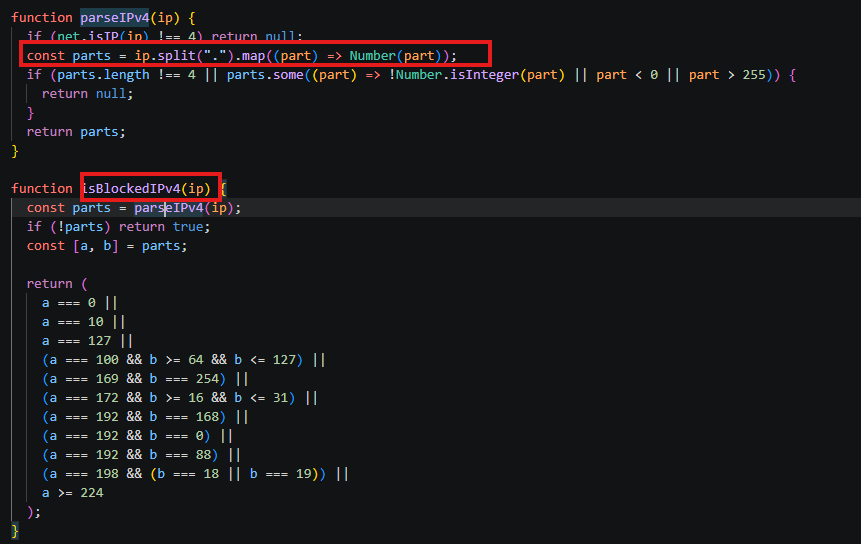 function parseIPv4(ip) {
  if (net.isIP(ip) !== 4) return null;
  const parts = ip.split(".").map((part) => Number(part));
  if (parts.length !== 4 || parts.some((part) => !Number.isInteger(part) || part < 0 || part > 255)) {
    return null;
  }
  return parts;
}

function isBlockedIPv4(ip) {
  const parts = parseIPv4(ip);
  if (!parts) return true;
  const [a, b] = parts;

  return (
    a === 0 ||
    a === 10 ||
    a === 127 ||
    (a === 100 && b >= 64 && b <= 127) ||
    (a === 169 && b === 254) ||
    (a === 172 && b >= 16 && b <= 31) ||
    (a === 192 && b === 168) ||
    (a === 192 && b === 0) ||
    (a === 192 && b === 88) ||
    (a === 198 && (b === 18 || b === 19)) ||
    a >= 224
  );
}